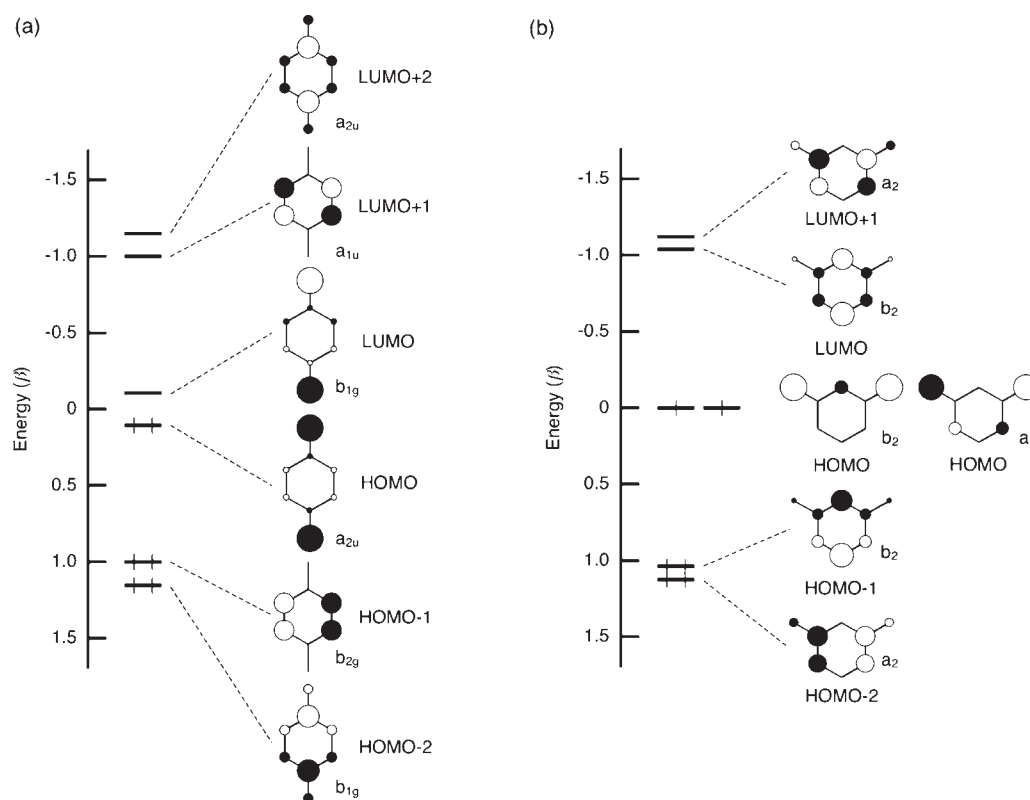 (a)
LUMO+2
a2u
-1.5
LUMO+1
-1.0
a1u
-0.5
LUMO
b1g
0
Energy (β)
HOMO
0.5
a2u
1.0
HOMO-1
1.5
b2g
HOMO-2
b1g
(b)
-1.5
a2
LUMO+1
-1.0
b2
-0.5
LUMO
0
Energy (β)
b2
a
HOMO
HOMO
0.5
b2
1.0
HOMO-1
1.5
a2
HOMO-2